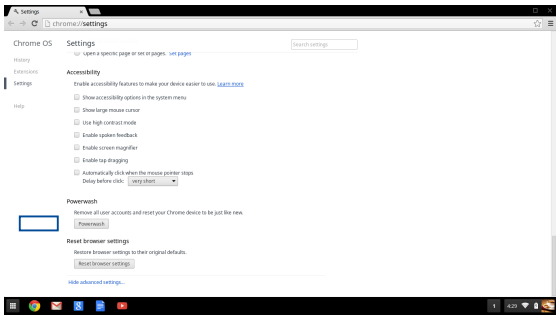 Settings
chrome://settings
Chrome OS
Settings
Search settings
History
Extensions
Settings
Help
Open a specific page or set of pages. Set pages
Accessibility
Enable accessibility features to make your device easier to use. Learn more
Show accessibility options in the system menu
Show large mouse cursor
Use high contrast mode
Enable spoken feedback
Enable screen magnifier
Enable tap dragging
Automatically click when the mouse pointer stops
Delay before click: very short
Powerwash
Remove all user accounts and reset your Chrome device to be just like new.
Powerwash
Reset browser settings
Restore browser settings to their original defaults.
Reset browser settings
Hide advanced settings...
8
1 4:29